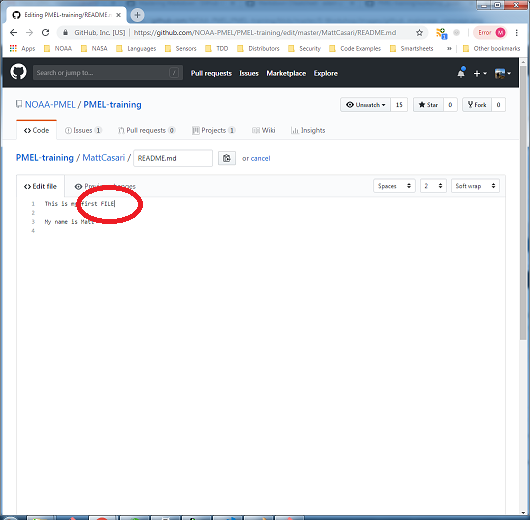 Editing PMEL-training/README.md
GitHub, Inc. [US] | https://github.com/NOAA-PMEL/PMEL-training/edit/master/MattCasari/README.md
Error M
Apps NOAA NASA Languages Sensors TDD Distributors Security Code Examples Smartsheets » Other bookmarks
Search or jump to... / Pull requests Issues Marketplace Explore
NOAA-PMEL / PMEL-training
Unwatch 15 Star 0 Fork 0
Code Issues 1 Pull requests 0 Projects 1 Wiki Insights
PMEL-training / MattCasari / README.md or cancel
Edit file Preview changes Spaces 2 Soft wrap
1 This is my first FILE
2
3 My name is Matt
4